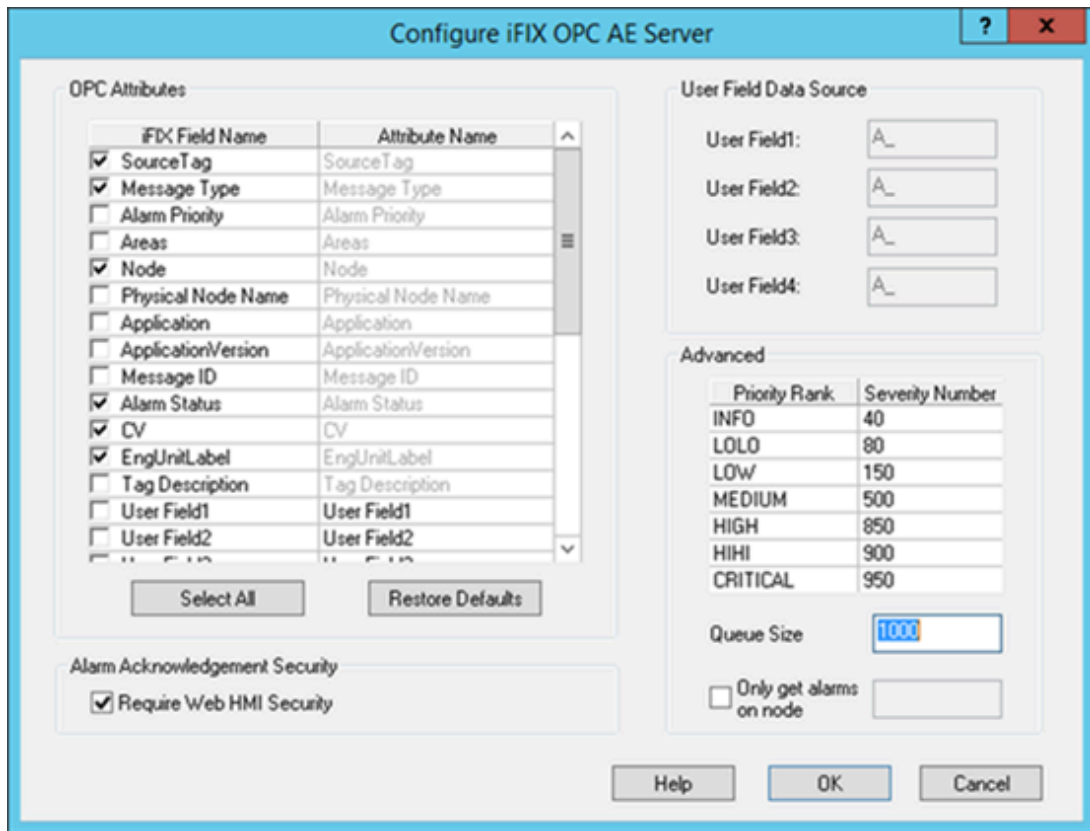 Configure iFIX OPC AE Server
? x
OPC Attributes
iFIX Field Name Attribute Name
SourceTag SourceTag
Message Type Message Type
Alarm Priority Alarm Priority
Areas Areas
Node Node
Physical Node Name Physical Node Name
Application Application
ApplicationVersion ApplicationVersion
Message ID Message ID
Alarm Status Alarm Status
CV CV
EngUnitLabel EngUnitLabel
Tag Description Tag Description
User Field1 User Field1
User Field2 User Field2
Select All Restore Defaults
Alarm Acknowledgement Security
Require Web HMI Security
User Field Data Source
User Field1: A_
User Field2: A_
User Field3: A_
User Field4: A_
Advanced
Priority Rank Severity Number
INFO 40
LOLO 80
LOW 150
MEDIUM 500
HIGH 850
HIHI 900
CRITICAL 950
Queue Size 1000
Only get alarms
on node
Help OK Cancel